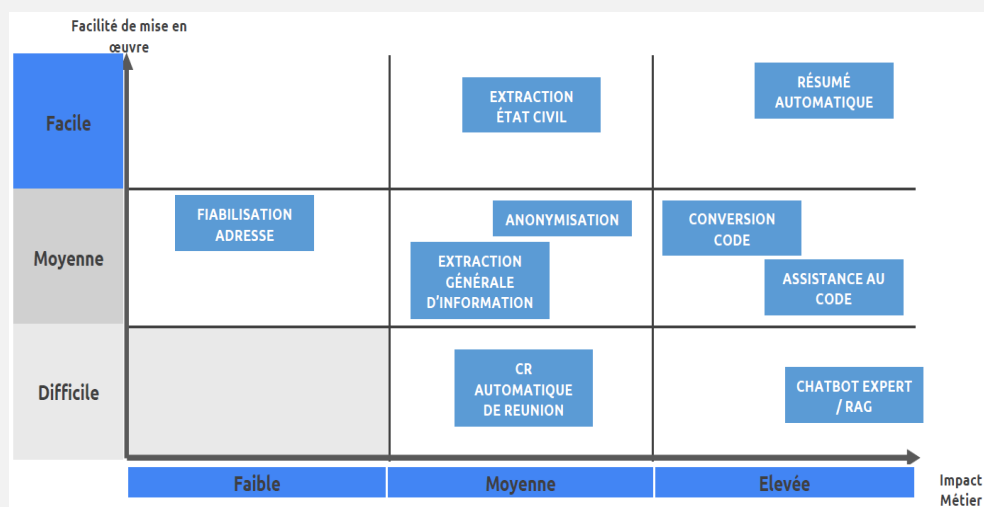 Facilité de mise en
œuvre
Facile
EXTRACTION
ÉTAT CIVIL
RÉSUMÉ
AUTOMATIQUE
Moyenne
FIABILISATION
ADRESSE
ANONYMISATION
EXTRACTION
GÉNÉRALE
D'INFORMATION
CONVERSION
CODE
ASSISTANCE AU
CODE
Difficile
CR
AUTOMATIQUE
DE REUNION
CHATBOT EXPERT
/ RAG
Faible
Moyenne
Elevée
Impact
Métier